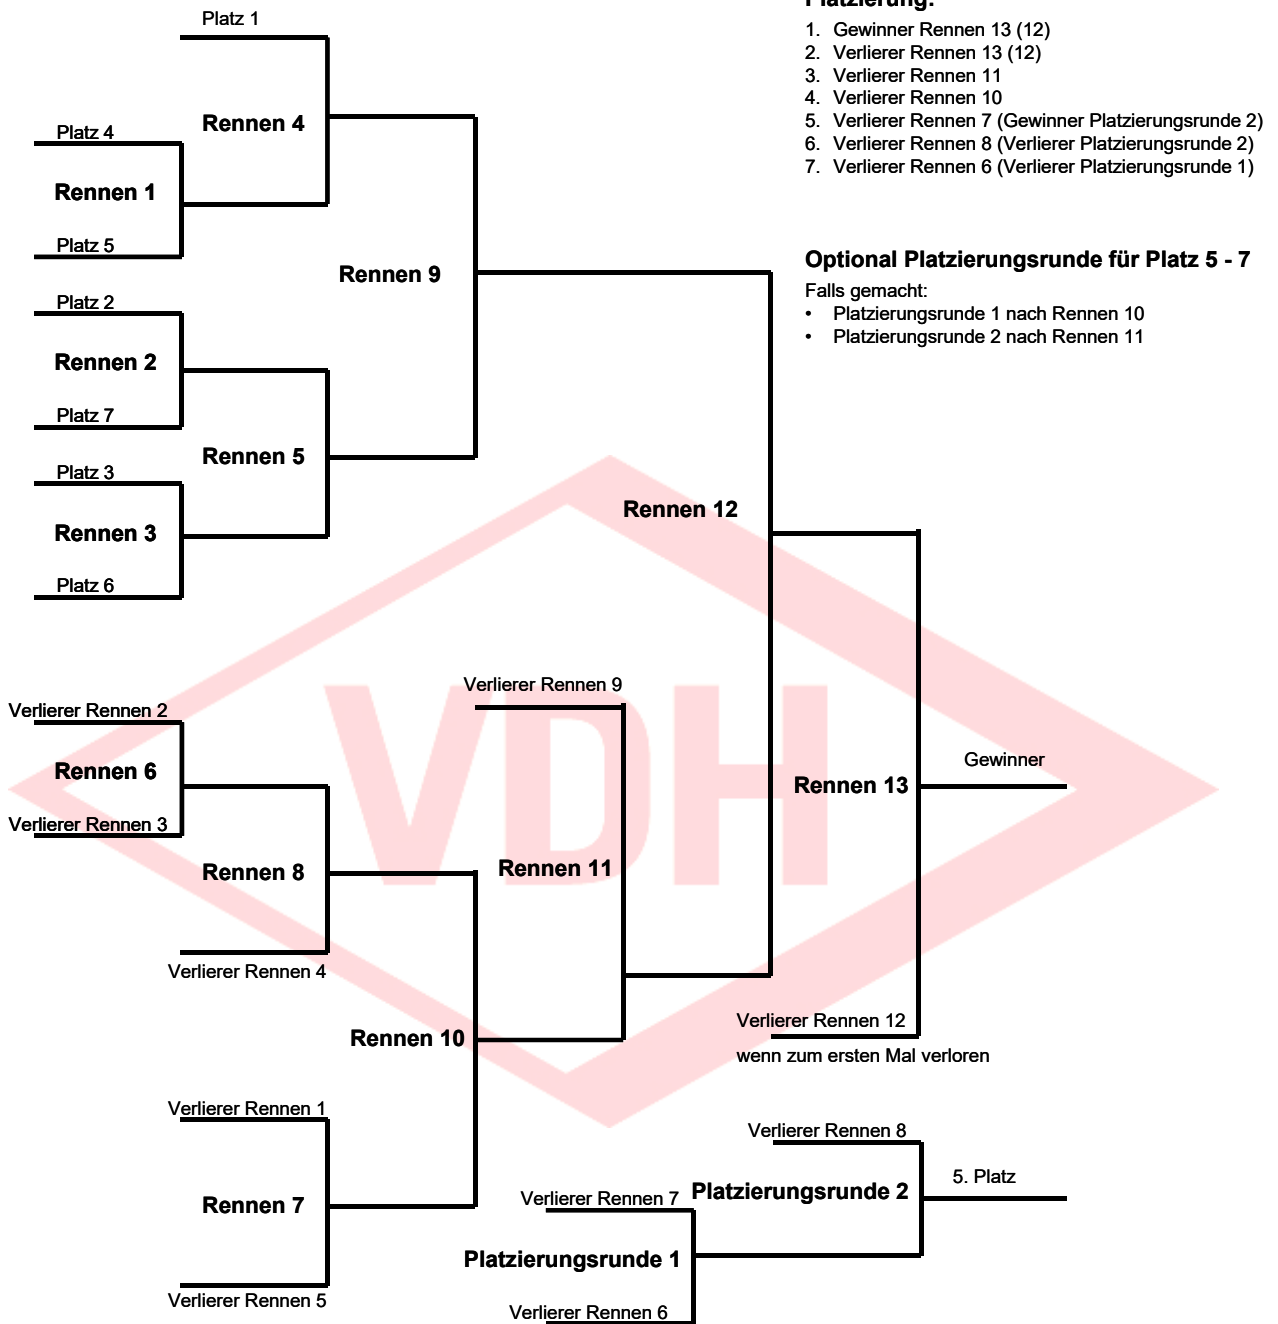 Platzierung:
1. Gewinner Rennen 13 (12)
2. Verlierer Rennen 13 (12)
3. Verlierer Rennen 11
4. Verlierer Rennen 10
5. Verlierer Rennen 7 (Gewinner Platzierungsrunde 2)
6. Verlierer Rennen 8 (Verlierer Platzierungsrunde 2)
7. Verlierer Rennen 6 (Verlierer Platzierungsrunde 1)
Optional Platzierungsrunde für Platz 5 - 7
Falls gemacht:
• Platzierungsrunde 1 nach Rennen 10
• Platzierungsrunde 2 nach Rennen 11
Platz 1
Rennen 4
Platz 4
Rennen 1
Platz 5
Rennen 9
Platz 2
Rennen 2
Platz 7
Rennen 5
Platz 3
Rennen 3
Platz 6
Rennen 12
Verlierer Rennen 9
Verlierer Rennen 2
Rennen 6
Verlierer Rennen 3
Rennen 8
Verlierer Rennen 4
Rennen 11
Rennen 13
Gewinner
VDH
Verlierer Rennen 12
wenn zum ersten Mal verloren
Rennen 10
Verlierer Rennen 1
Rennen 7
Verlierer Rennen 5
Verlierer Rennen 8
Platzierungsrunde 2
5. Platz
Verlierer Rennen 7
Platzierungsrunde 1
Verlierer Rennen 6